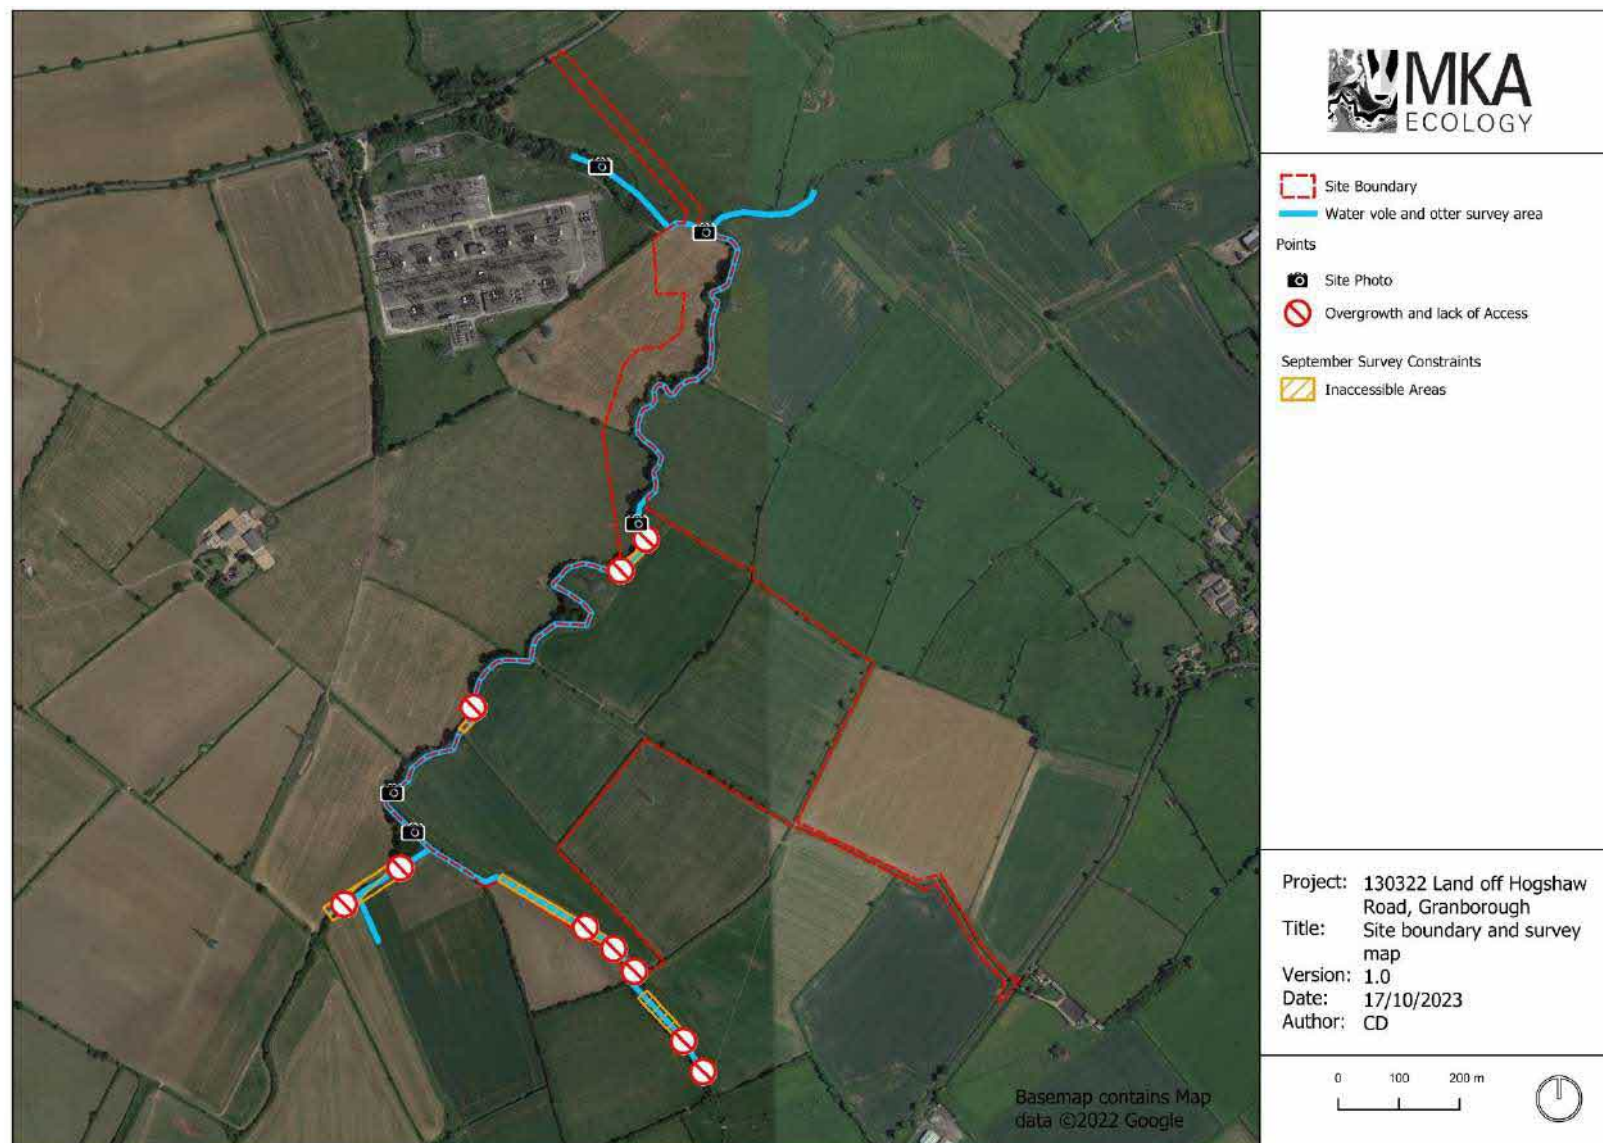 MKA
ECOLOGY
Site Boundary
Water vole and otter survey area
Points
Site Photo
Overgrowth and lack of Access
September Survey Constraints
Inaccessible Areas
Project: 130322 Land off Hogshaw
Road, Granborough
Title: Site boundary and survey
map
Version: 1.0
Date: 17/10/2023
Author: CD
0 100 200 m
Basemap contains Map
data ©2022 Google